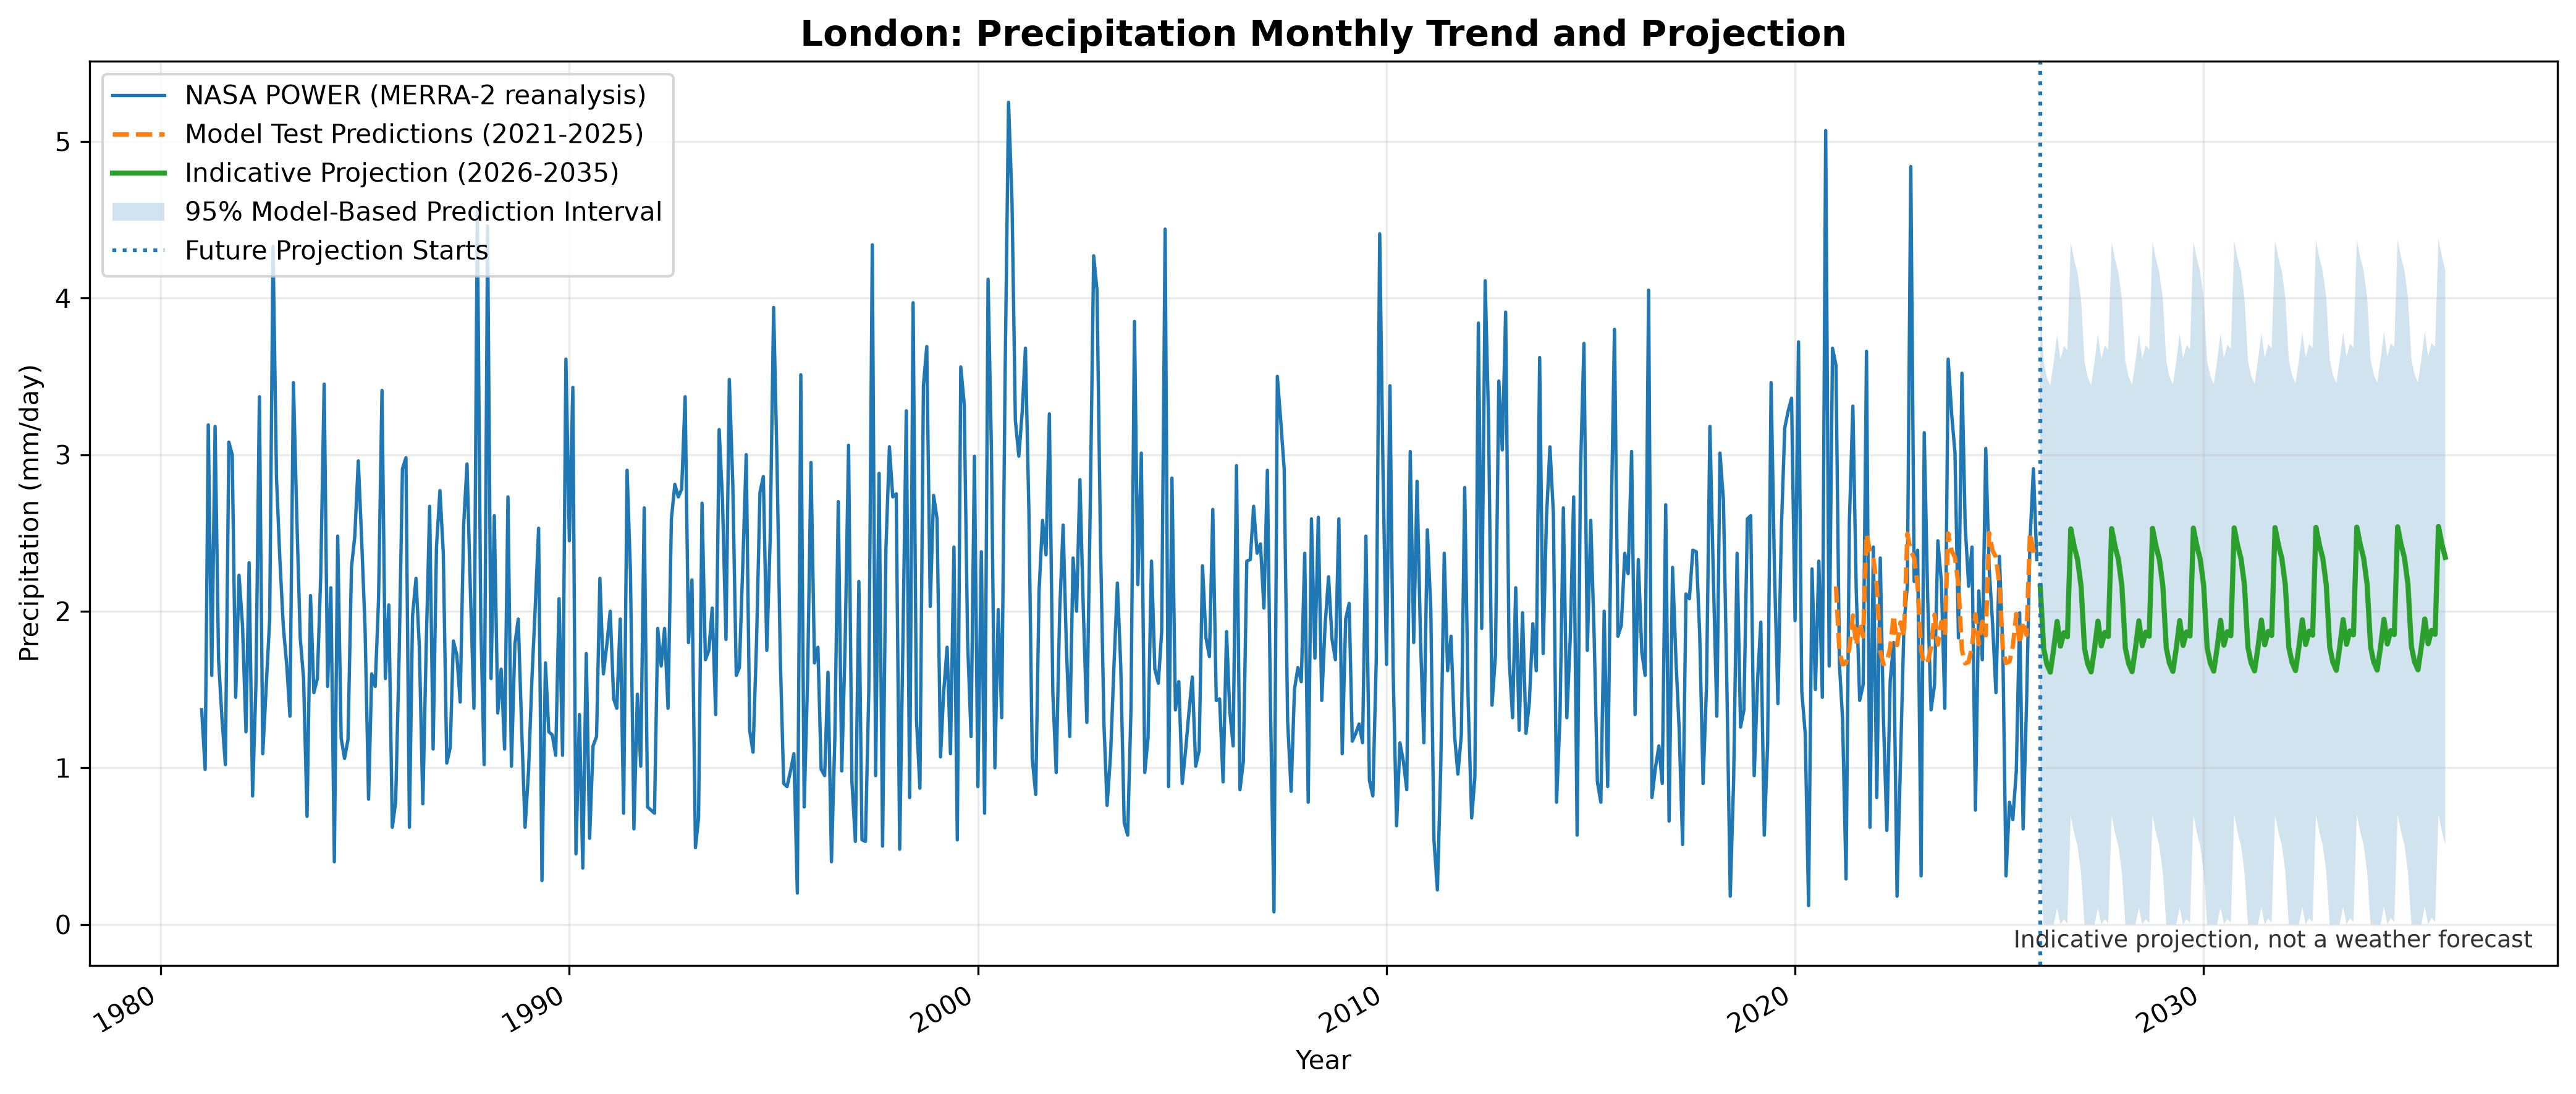 London: Precipitation Monthly Trend and Projection
NASA POWER (MERRA-2 reanalysis)
Model Test Predictions (2021-2025)
Indicative Projection (2026-2035)
95% Model-Based Prediction Interval
Future Projection Starts
Precipitation (mm/day)
5
4
3
2
1
0
Indicative projection, not a weather forecast
1980
1990
2000
2010
2020
2030
Year